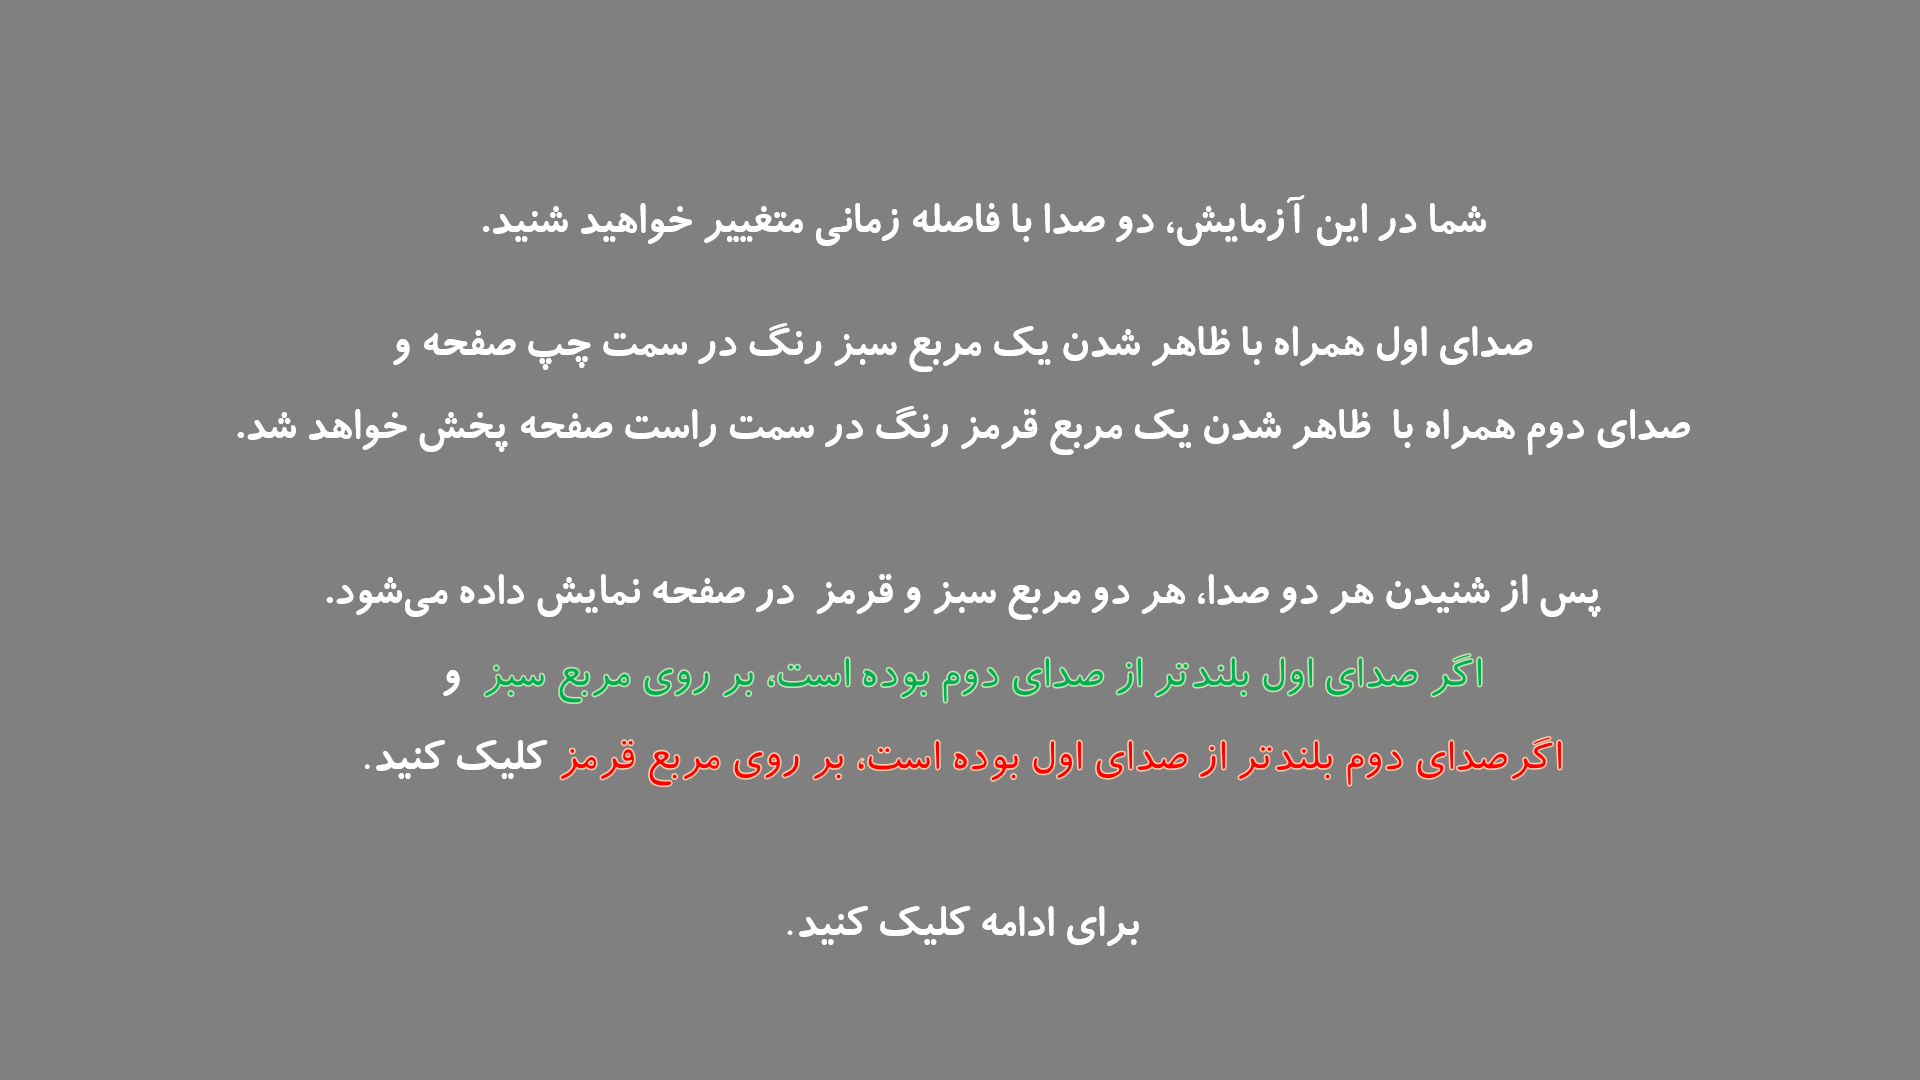 شما در این آزمایش، دو صدا با فاصله زمانی متغییر خواهید شنید.
صدای اول همراه با ظاهر شدن یک مربع سبز رنگ در سمت چپ صفحه و
صدای دوم همراه با ظاهر شدن یک مربع قرمز رنگ در سمت راست صفحه پخش خواهد شد.
پس از شنیدن هر دو صدا، هر دو مربع سبز و قرمز در صفحه نمایش داده می‌شود.
اگر صدای اول بلندتر از صدای دوم بوده است، بر روی مربع سبز و
اگرصدای دوم بلندتر از صدای اول بوده است، بر روی مربع قرمز کلیک کنید.
برای ادامه کلیک کنید.